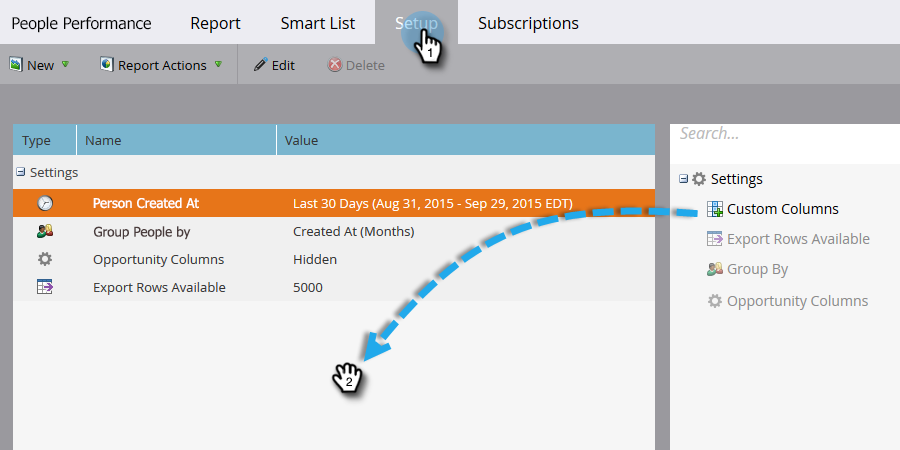 People Performance Report Smart List Setup Subscriptions
1
New Report Actions Edit Delete
Search...
Type Name Value
Settings
Settings
Person Created At Last 30 Days (Aug 31, 2015 - Sep 29, 2015 EDT)
Custom Columns
Group People by Created At (Months)
Export Rows Available
Opportunity Columns Hidden
Group By
Export Rows Available 5000
Opportunity Columns
2